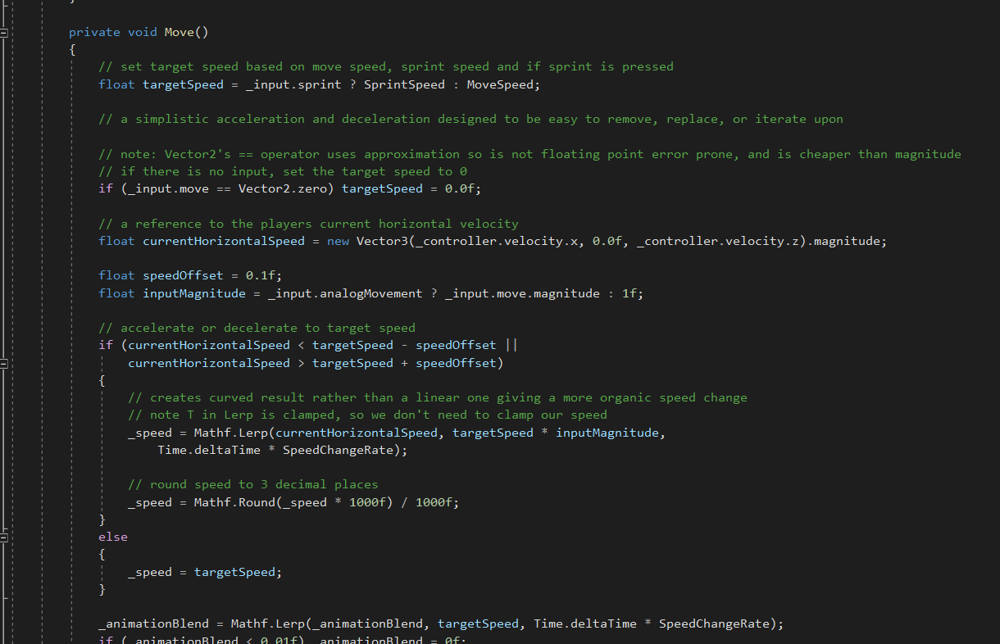 }
private void Move()
{
// set target speed based on move speed, sprint speed and if sprint is pressed
float targetSpeed = _input.sprint ? SprintSpeed : MoveSpeed;
// a simplistic acceleration and deceleration designed to be easy to remove, replace, or iterate upon
// note: Vector2's == operator uses approximation so is not floating point error prone, and is cheaper than magnitude
// if there is no input, set the target speed to 0
if (_input.move == Vector2.zero) targetSpeed = 0.0f;
// a reference to the players current horizontal velocity
float currentHorizontalSpeed = new Vector3(_controller.velocity.x, 0.0f, _controller.velocity.z).magnitude;
float speedOffset = 0.1f;
float inputMagnitude = _input.analogMovement ? _input.move.magnitude : 1f;
// accelerate or decelerate to target speed
if (currentHorizontalSpeed < targetSpeed - speedOffset ||
currentHorizontalSpeed > targetSpeed + speedOffset)
{
// creates curved result rather than a linear one giving a more organic speed change
// note T in Lerp is clamped, so we don't need to clamp our speed
_speed = Mathf.Lerp(currentHorizontalSpeed, targetSpeed * inputMagnitude,
Time.deltaTime * SpeedChangeRate);
// round speed to 3 decimal places
_speed = Mathf.Round(_speed * 1000f) / 1000f;
}
else
{
_speed = targetSpeed;
}
_animationBlend = Mathf.Lerp(_animationBlend, targetSpeed, Time.deltaTime * SpeedChangeRate);
if (_animationBlend < 0.01f) _animationBlend = 0f;